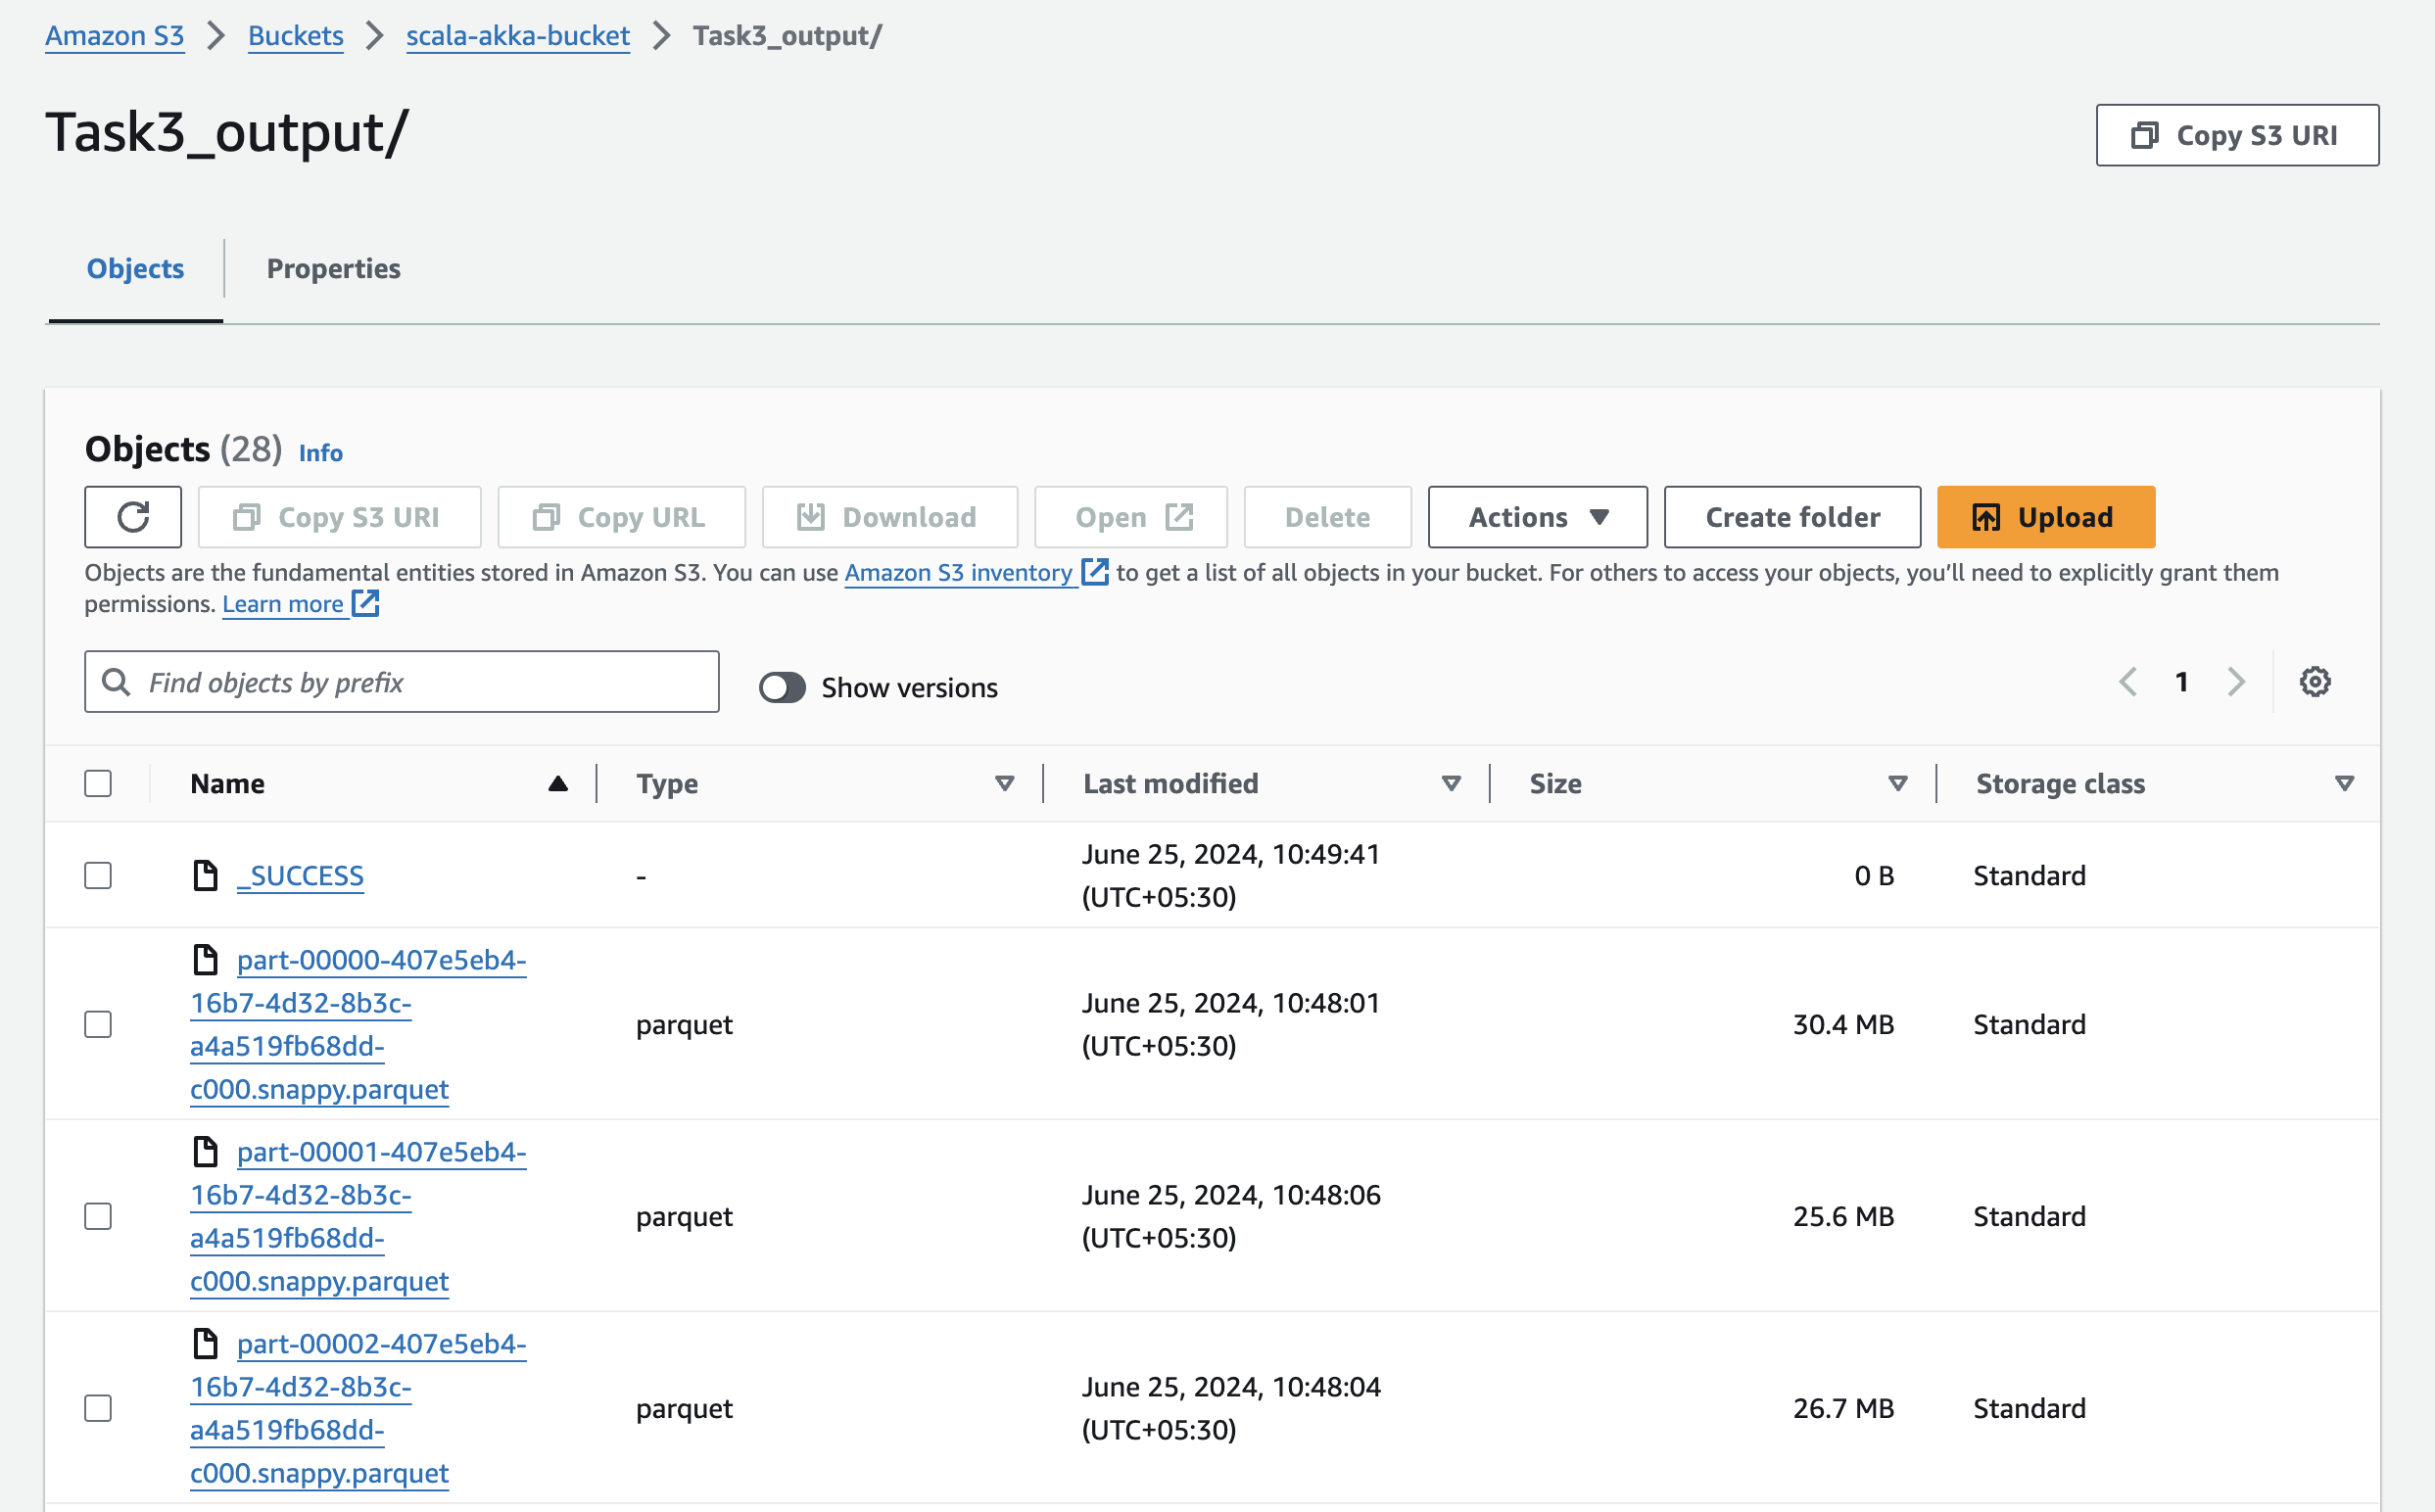 Amazon S3 > Buckets > scala-akka-bucket > Task3_output/
Task3_output/
Copy S3 URI
Objects
Properties
Objects (28) Info
Copy S3 URI
Copy URL
Download
Open
Delete
Actions
Create folder
Upload
Objects are the fundamental entities stored in Amazon S3. You can use Amazon S3 inventory to get a list of all objects in your bucket. For others to access your objects, you’ll need to explicitly grant them
permissions. Learn more
Find objects by prefix
Show versions
1
Name
Type
Last modified
Size
Storage class
_SUCCESS
-
June 25, 2024, 10:49:41
(UTC+05:30)
0 B
Standard
part-00000-407e5eb4-
16b7-4d32-8b3c-
a4a519fb68dd-
c000.snappy.parquet
parquet
June 25, 2024, 10:48:01
(UTC+05:30)
30.4 MB
Standard
part-00001-407e5eb4-
16b7-4d32-8b3c-
a4a519fb68dd-
c000.snappy.parquet
parquet
June 25, 2024, 10:48:06
(UTC+05:30)
25.6 MB
Standard
part-00002-407e5eb4-
16b7-4d32-8b3c-
a4a519fb68dd-
c000.snappy.parquet
parquet
June 25, 2024, 10:48:04
(UTC+05:30)
26.7 MB
Standard